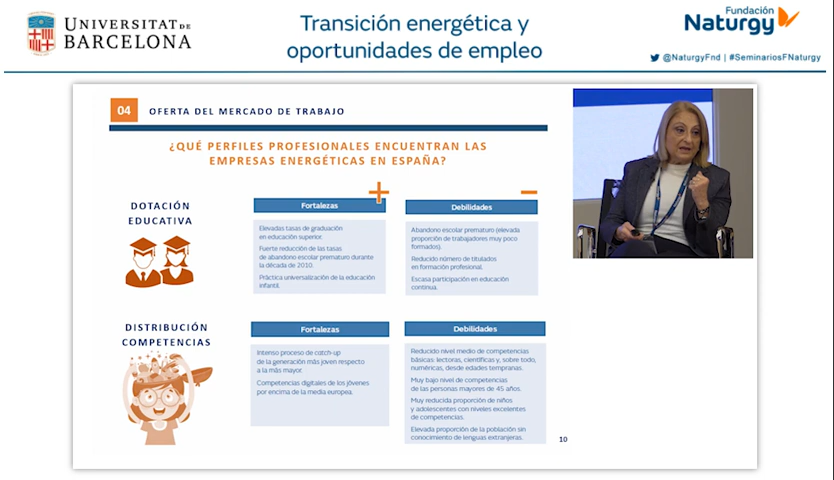 UNIVERSITAT DE
BARCELONA
Transición energética y
oportunidades de empleo
Fundación
Naturgy
@NaturgyFnd | #SeminariosFNaturgy
04 OFERTA DEL MERCADO DE TRABAJO
¿QUÉ PERFILES PROFESIONALES ENCUENTRAN LAS
EMPRESAS ENERGÉTICAS EN ESPAÑA?
DOTACIÓN
EDUCATIVA
+
Fortalezas
Elevadas tasas de graduación
en educación superior.
Fuerte reducción de las tasas
de abandono escolar prematuro durante
la década de 2010.
Práctica universalización de la educación
infantil.
–
Debilidades
Abandono escolar prematuro (elevada
proporción de trabajadores muy poco
formados).
Reducido número de titulados
en formación profesional.
Escasa participación en educación
continua.
DISTRIBUCIÓN
COMPETENCIAS
Fortalezas
Intenso proceso de catch-up
de la generación más joven respecto
a la más mayor.
Competencias digitales de los jóvenes
por encima de la media europea.
Debilidades
Reducido nivel medio de competencias
básicas: lectoras, científicas y, sobre todo,
numéricas, desde edades tempranas.
Muy bajo nivel de competencias
de las personas mayores de 45 años.
Muy reducida proporción de niños
y adolescentes con niveles excelentes
de competencias.
Elevada proporción de la población sin
conocimiento de lenguas extranjeras.
10